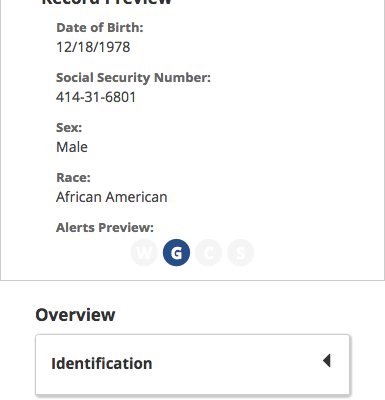 Record Preview
Date of Birth:
12/18/1978
Social Security Number:
414-31-6801
Sex:
Male
Race:
African American
Alerts Preview:
W G C S
Overview
Identification